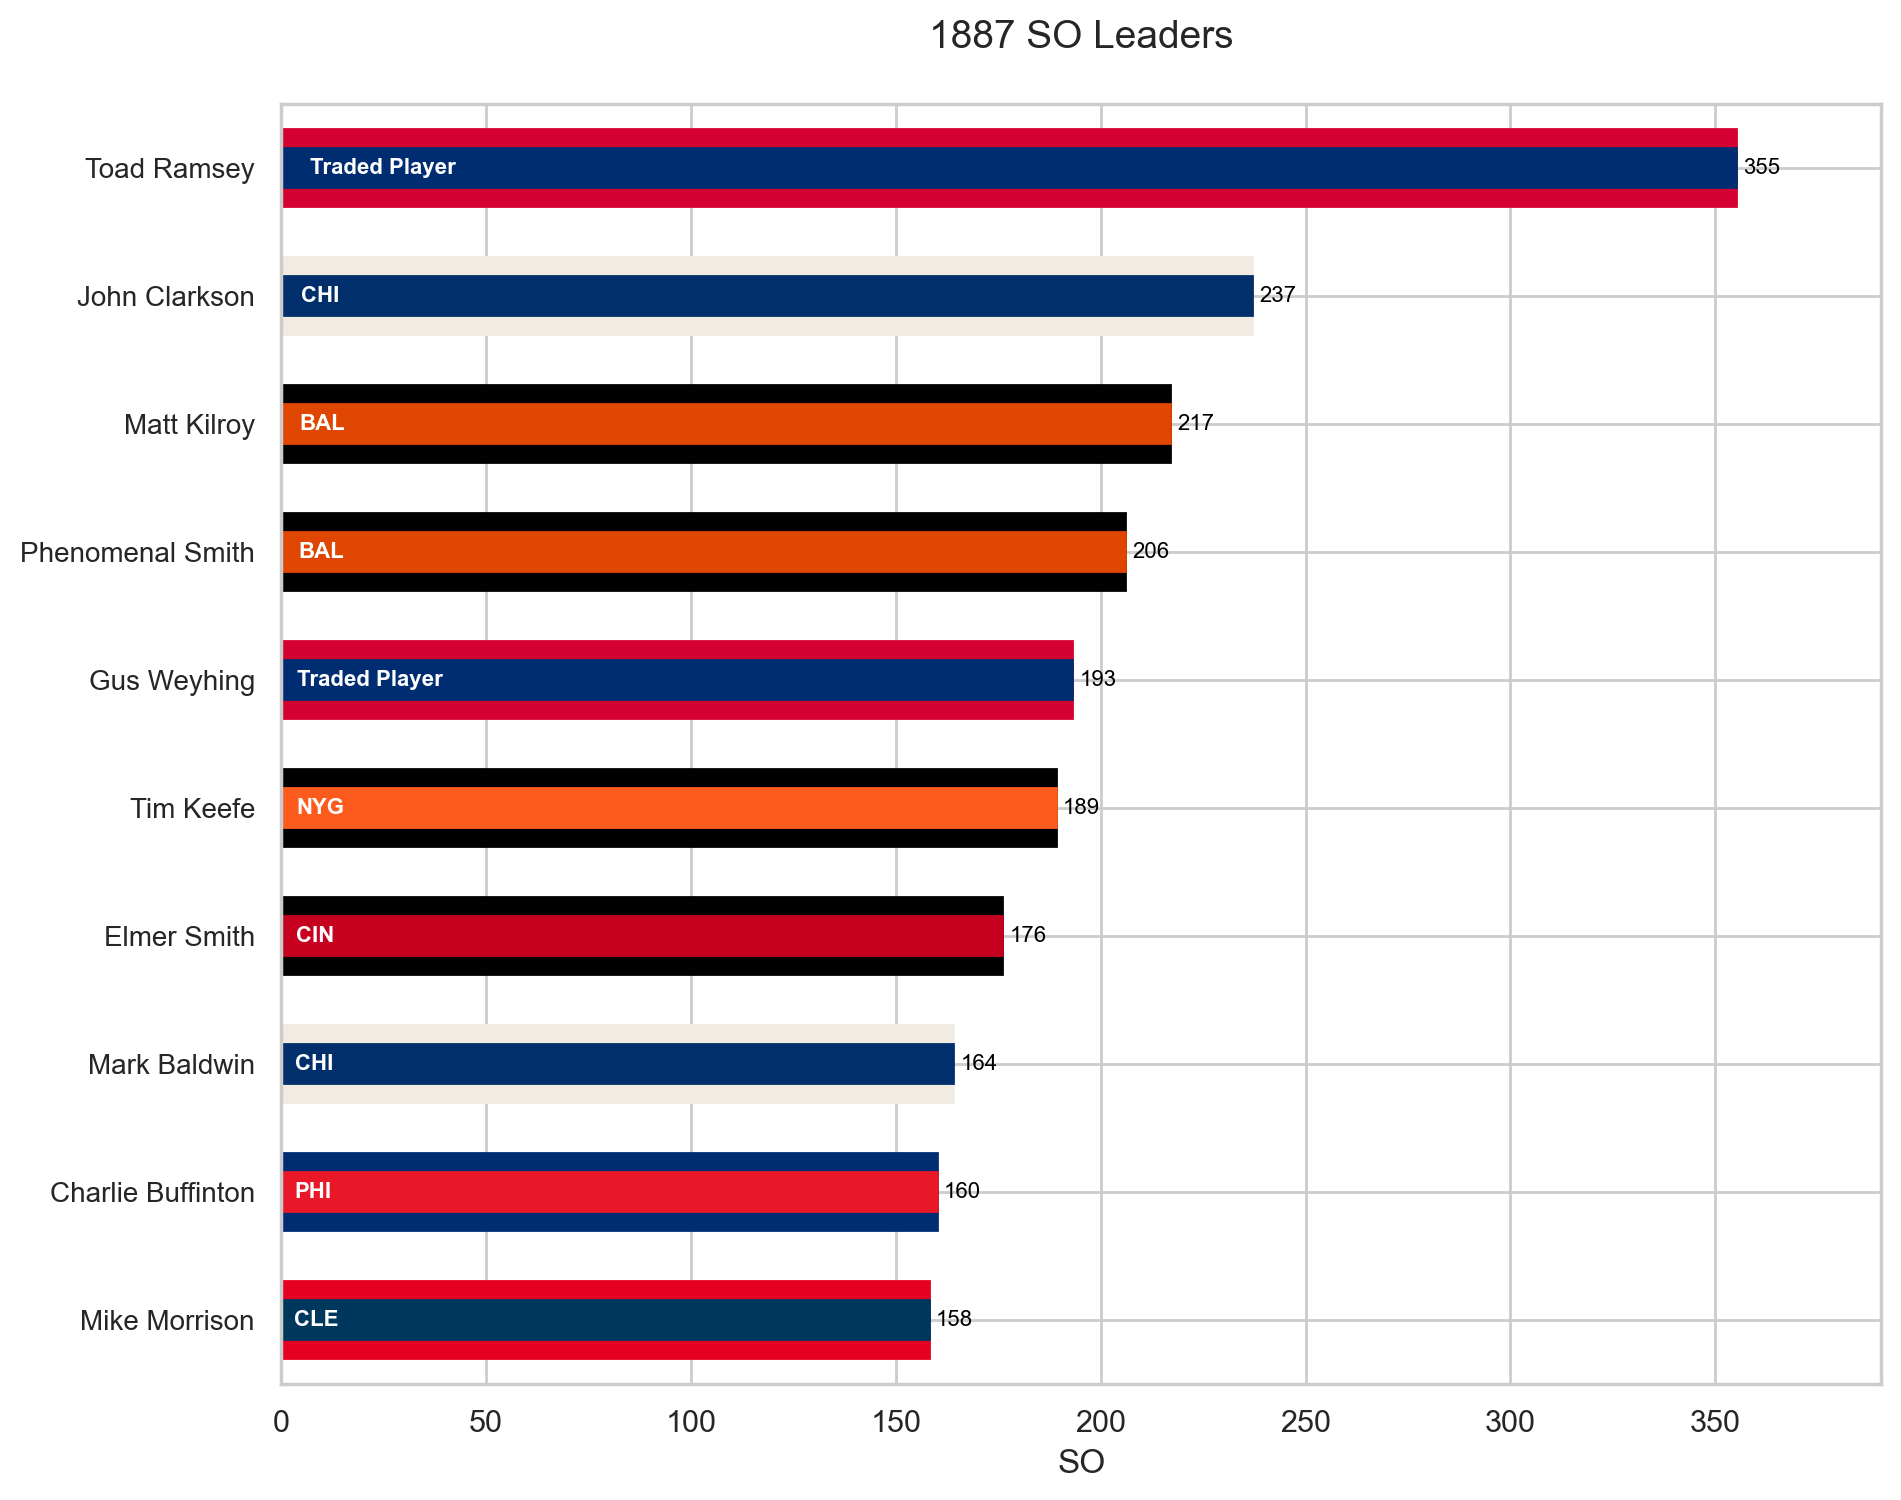 1887 SO Leaders
Toad Ramsey Traded Player 355
John Clarkson CHI 237
Matt Kilroy BAL 217
Phenomenal Smith BAL 206
Gus Weyhing Traded Player 193
Tim Keefe NYG 189
Elmer Smith CIN 176
Mark Baldwin CHI 164
Charlie Buffinton PHI 160
Mike Morrison CLE 158
0 50 100 150 200 250 300 350
SO